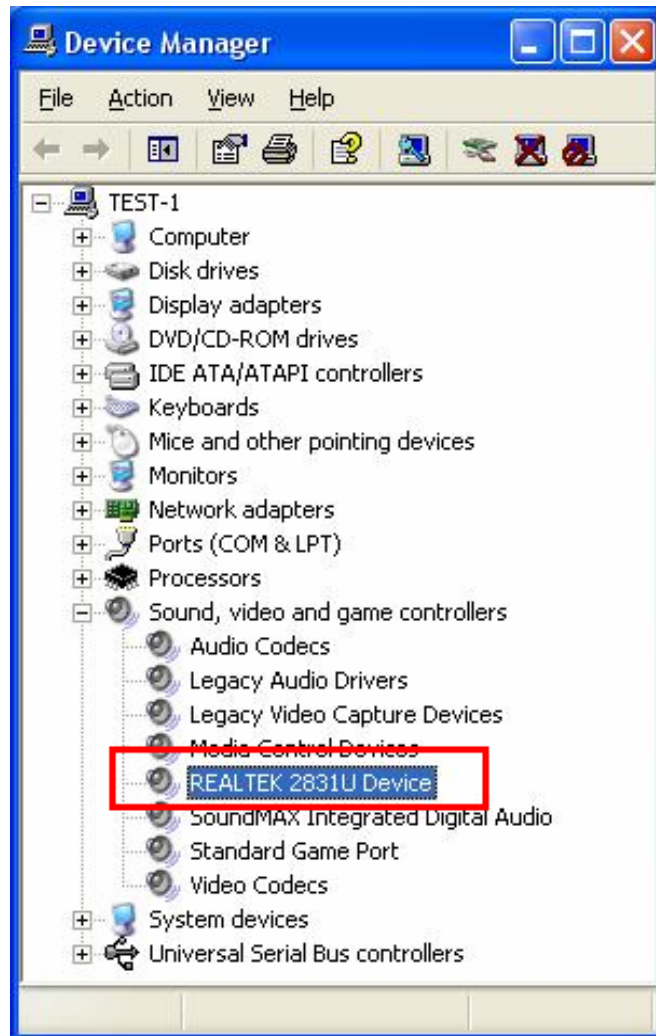 Device Manager
File Action View Help
TEST-1
Computer
Disk drives
Display adapters
DVD/CD-ROM drives
IDE ATA/ATAPI controllers
Keyboards
Mice and other pointing devices
Monitors
Network adapters
Ports (COM & LPT)
Processors
Sound, video and game controllers
Audio Codecs
Legacy Audio Drivers
Legacy Video Capture Devices
Media Control Devices
REALTEK 2831U Device
SoundMAX Integrated Digital Audio
Standard Game Port
Video Codecs
System devices
Universal Serial Bus controllers